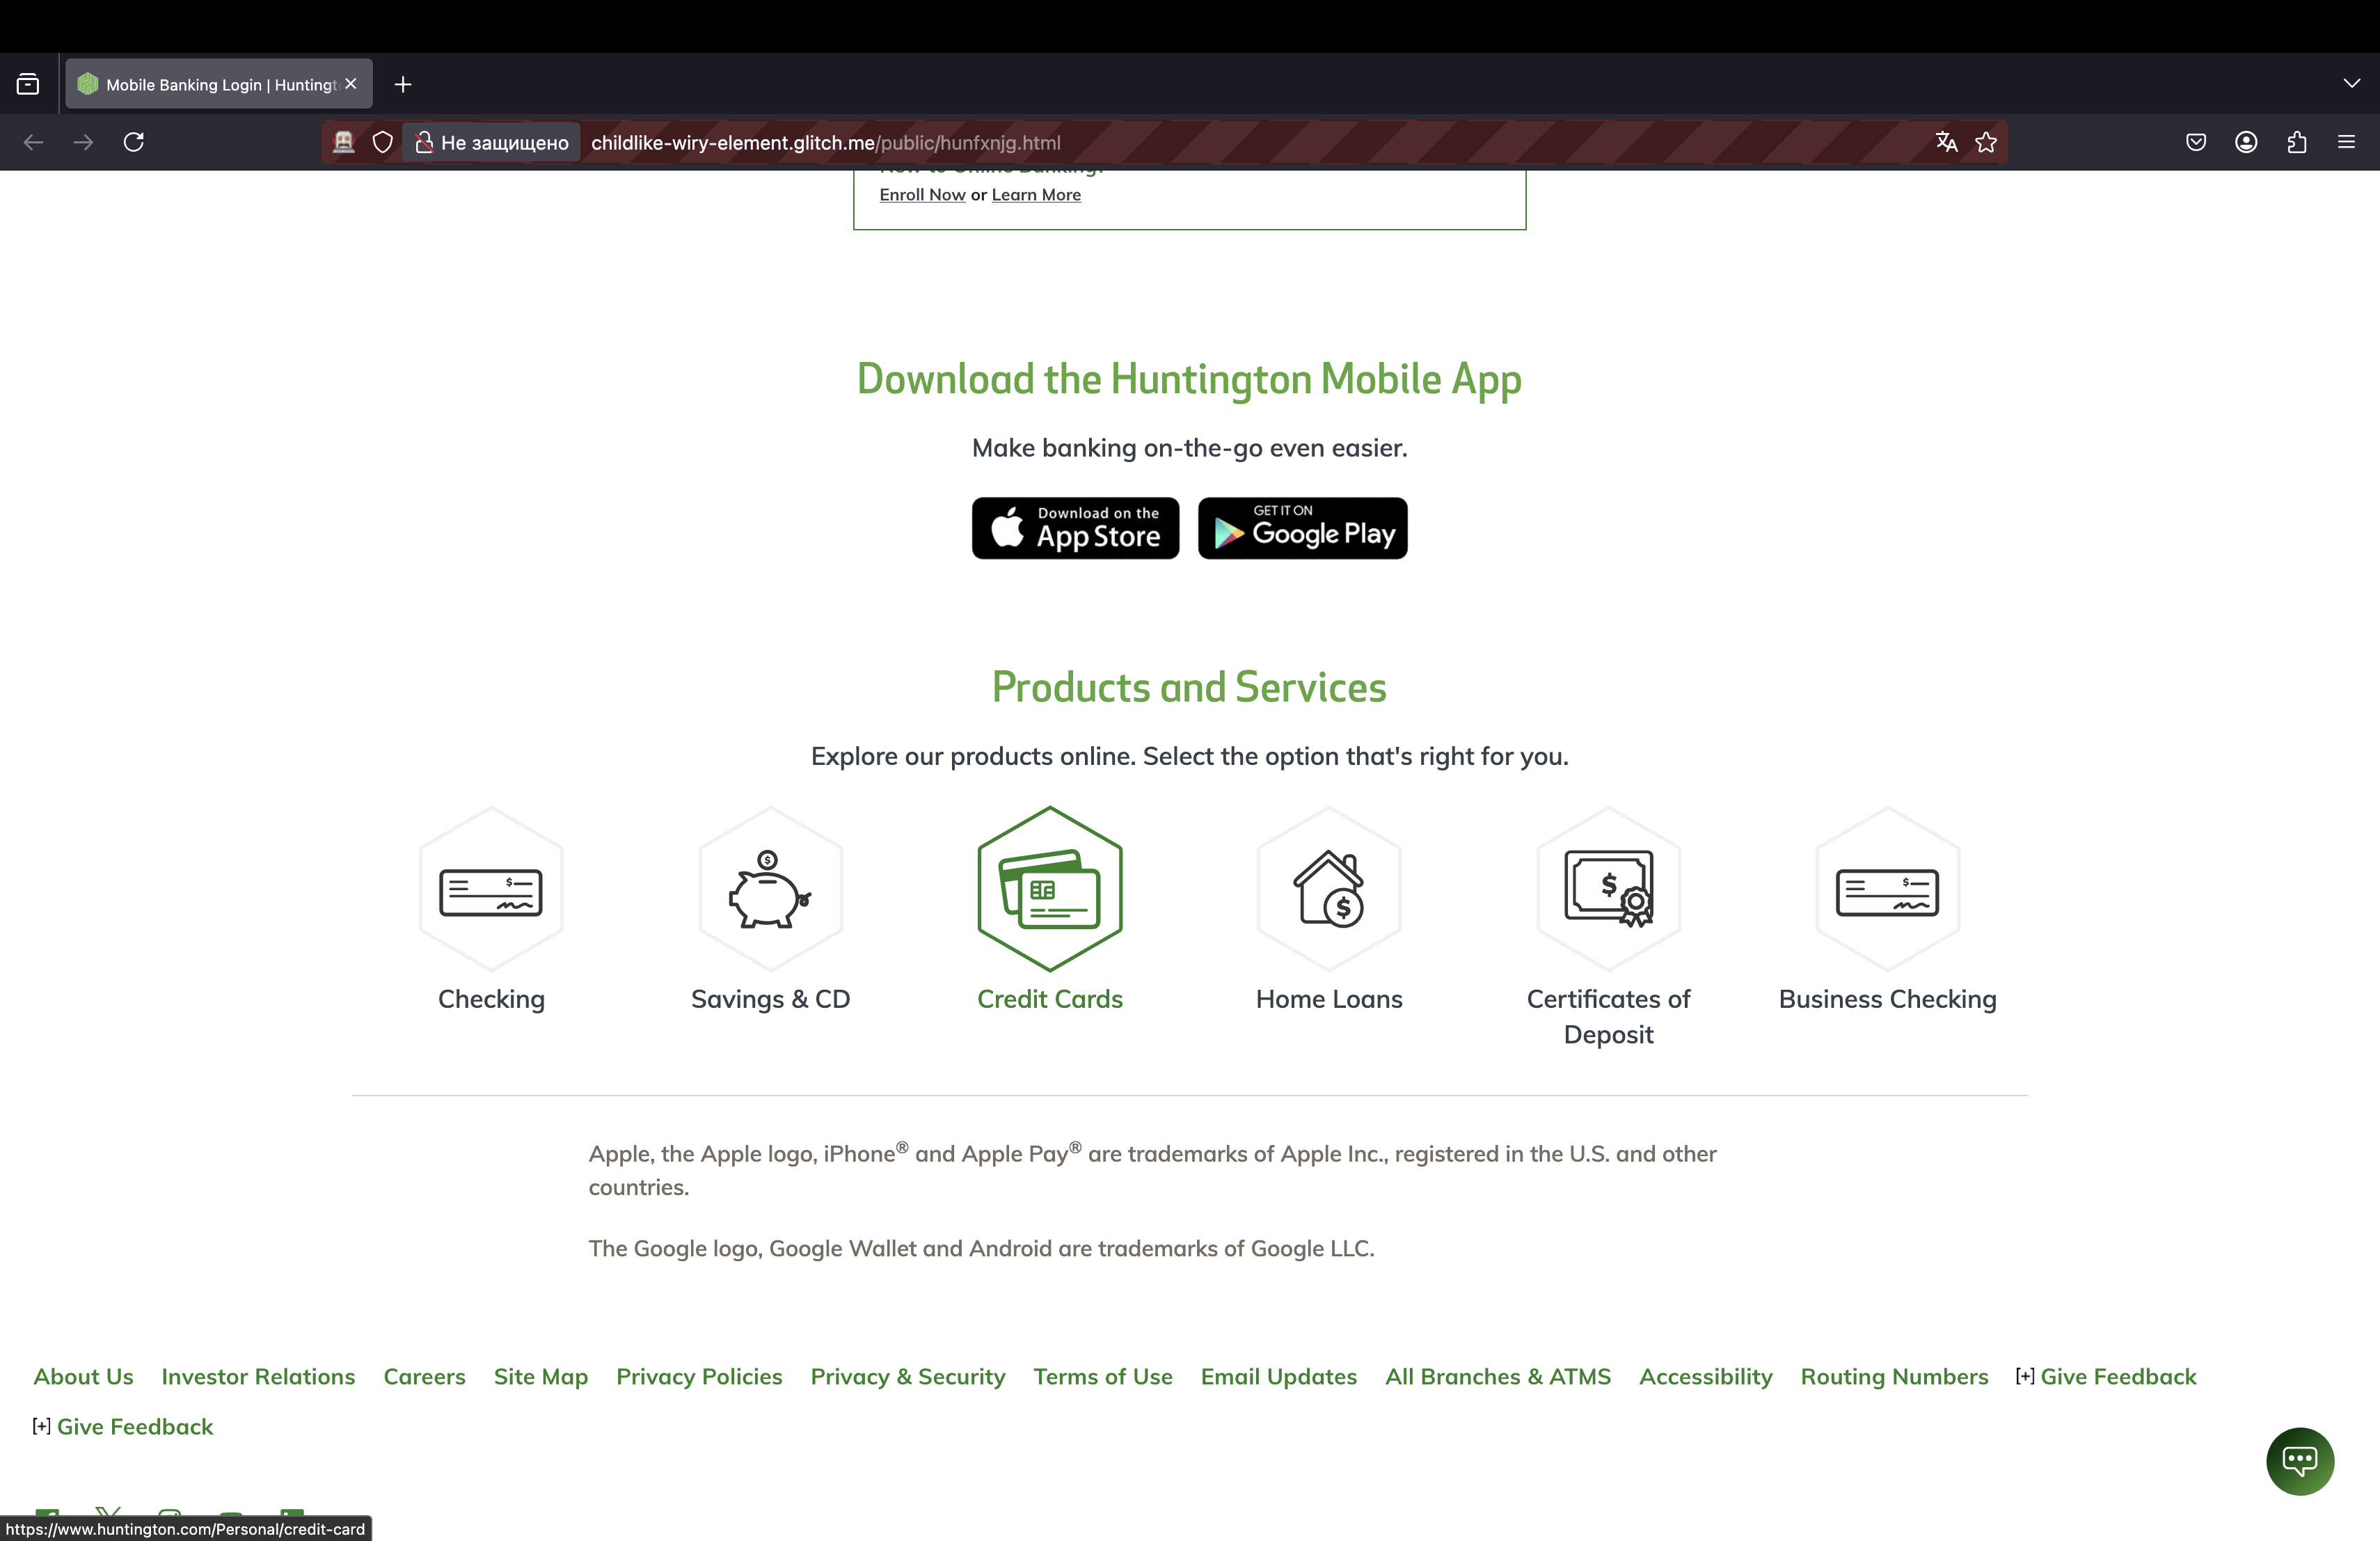 Mobile Banking Login | Huntingt
Не защищено
childlike-wiry-element.glitch.me/public/hunfxnjg.html
New to Online Banking?
Enroll Now or Learn More
Download the Huntington Mobile App
Make banking on-the-go even easier.
Download on the
App Store
GET IT ON
Google Play
Products and Services
Explore our products online. Select the option that's right for you.
Checking
Savings & CD
Credit Cards
Home Loans
Certificates of
Deposit
Business Checking
Apple, the Apple logo, iPhone® and Apple Pay® are trademarks of Apple Inc., registered in the U.S. and other
countries.
The Google logo, Google Wallet and Android are trademarks of Google LLC.
About Us Investor Relations Careers Site Map Privacy Policies Privacy & Security Terms of Use Email Updates All Branches & ATMS Accessibility Routing Numbers [+] Give Feedback
[+] Give Feedback
https://www.huntington.com/Personal/credit-card